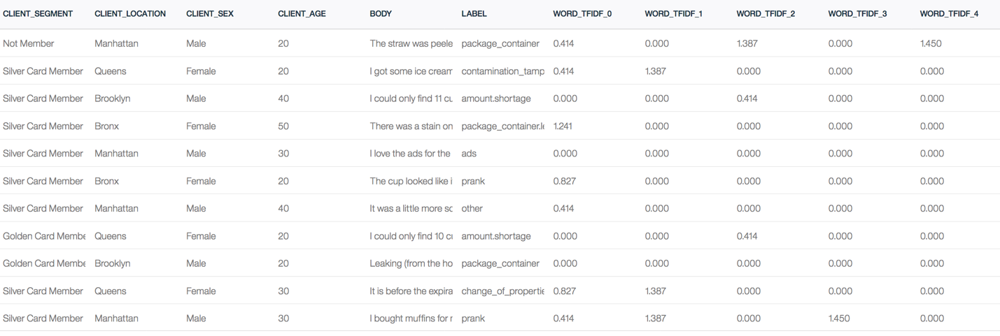 CLIENT_SEGMENT CLIENT_LOCATION CLIENT_SEX CLIENT_AGE BODY LABEL WORD_TFIDF_0 WORD_TFIDF_1 WORD_TFIDF_2 WORD_TFIDF_3 WORD_TFIDF_4
Not Member Manhattan Male 20 The straw was peele package_container 0.414 0.000 1.387 0.000 1.450
Silver Card Member Queens Female 20 I got some ice cream contamination_tamp 0.414 1.387 0.000 0.000 0.000
Silver Card Member Brooklyn Male 40 I could only find 11 cu amount.shortage 0.000 0.000 0.414 0.000 0.000
Silver Card Member Bronx Female 50 There was a stain on package_container.le 1.241 0.000 0.000 0.000 0.000
Silver Card Member Manhattan Male 30 I love the ads for the ads 0.000 0.000 0.000 0.000 0.000
Silver Card Member Bronx Female 20 The cup looked like i prank 0.827 0.000 0.000 0.000 0.000
Silver Card Member Manhattan Male 40 It was a little more so other 0.414 0.000 0.000 0.000 0.000
Golden Card Membe Queens Female 20 I could only find 10 cu amount.shortage 0.000 0.000 0.414 0.000 0.000
Golden Card Membe Brooklyn Male 20 Leaking (from the ho package_container 0.000 0.000 0.000 0.000 0.000
Silver Card Member Queens Female 30 It is before the expira change_of_propertie 0.827 1.387 0.000 0.000 0.000
Silver Card Member Manhattan Male 30 I bought muffins for prank 0.414 1.387 0.000 1.450 0.000